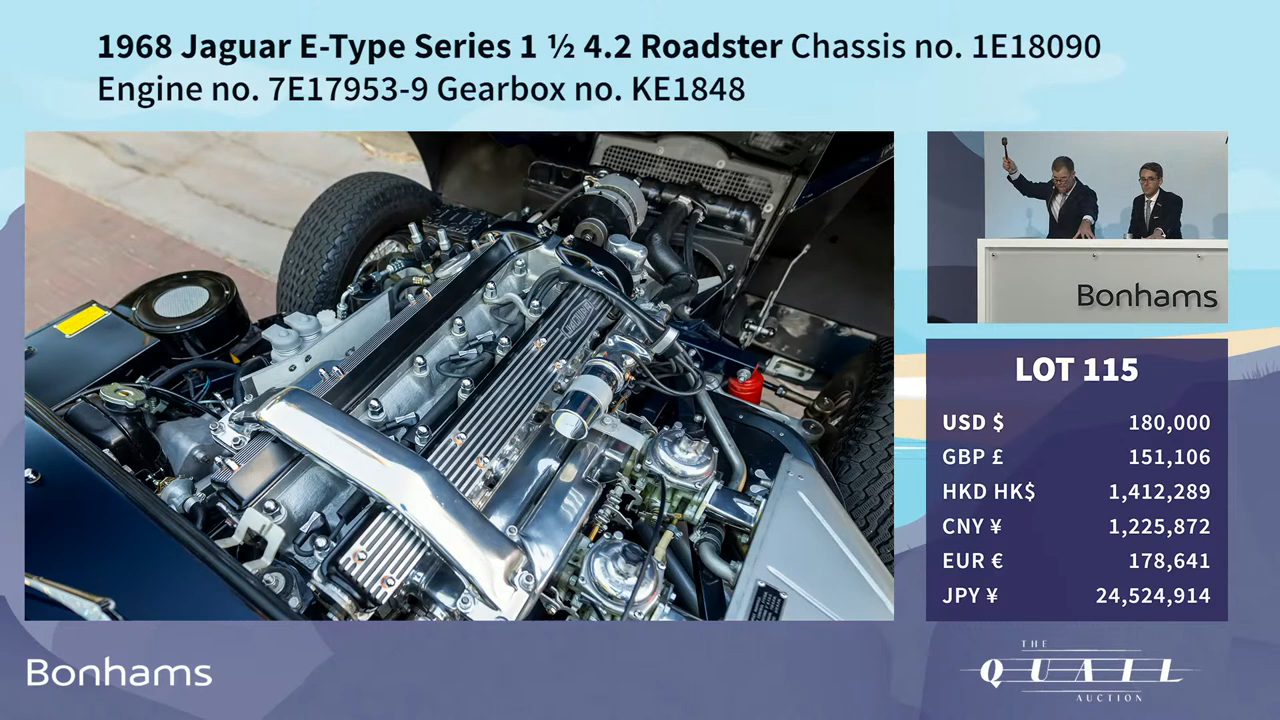 1968 Jaguar E-Type Series 1 ½ 4.2 Roadster Chassis no. 1E18090
Engine no. 7E17953-9 Gearbox no. KE1848
Bonhams
LOT 115
USD $ 180,000
GBP £ 151,106
HKD HK$ 1,412,289
CNY ¥ 1,225,872
EUR € 178,641
JPY ¥ 24,524,914
Bonhams
THE
QUAIL
AUCTION